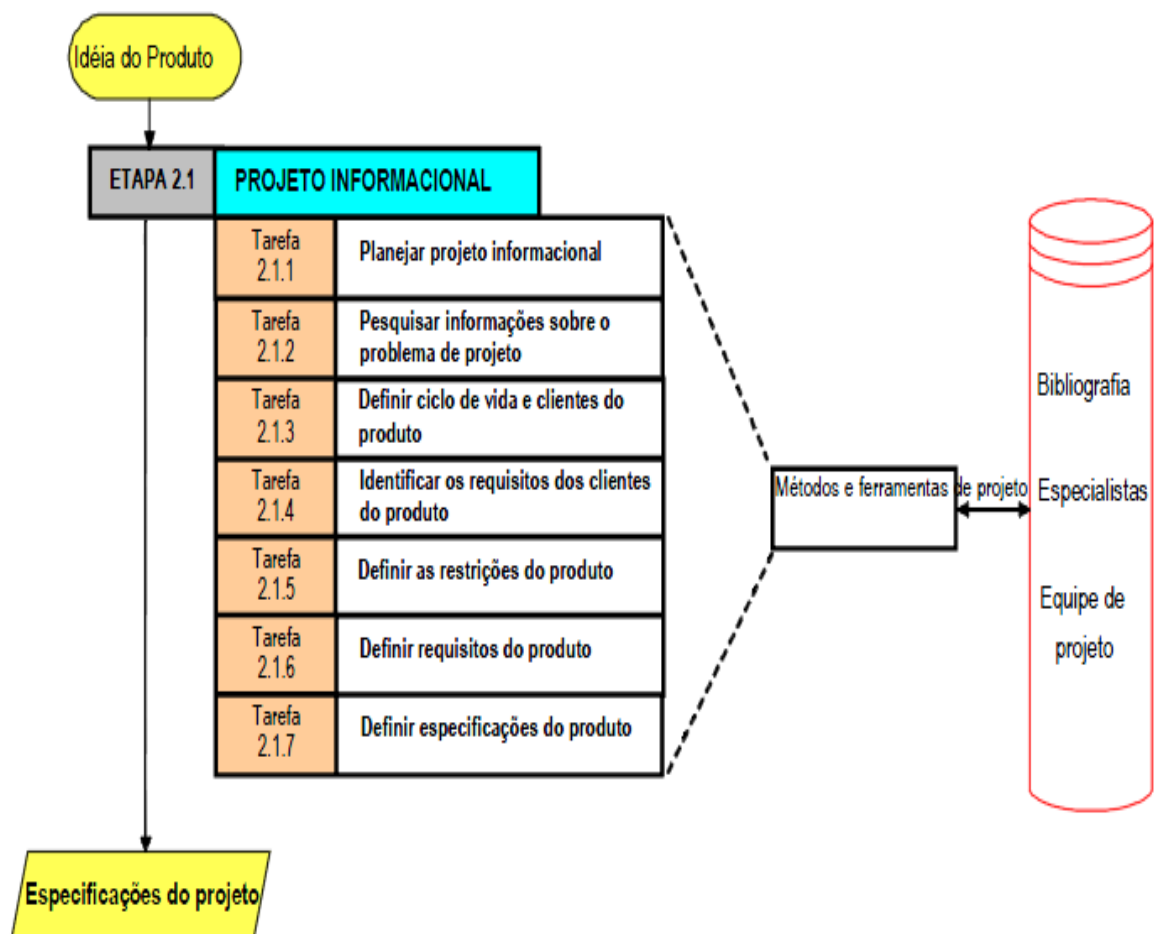 Idéia do Produto
ETAPA 2.1
PROJETO INFORMACIONAL
Tarefa
2.1.1
Planejar projeto informacional
Tarefa
2.1.2
Pesquisar informações sobre o
problema de projeto
Tarefa
2.1.3
Definir ciclo de vida e clientes do
produto
Tarefa
2.1.4
Identificar os requisitos dos clientes
do produto
Tarefa
2.1.5
Definir as restrições do produto
Tarefa
2.1.6
Definir requisitos do produto
Tarefa
2.1.7
Definir especificações do produto
Métodos e ferramentas de projeto
Bibliografia
Especialistas
Equipe de
projeto
Especificações do projeto